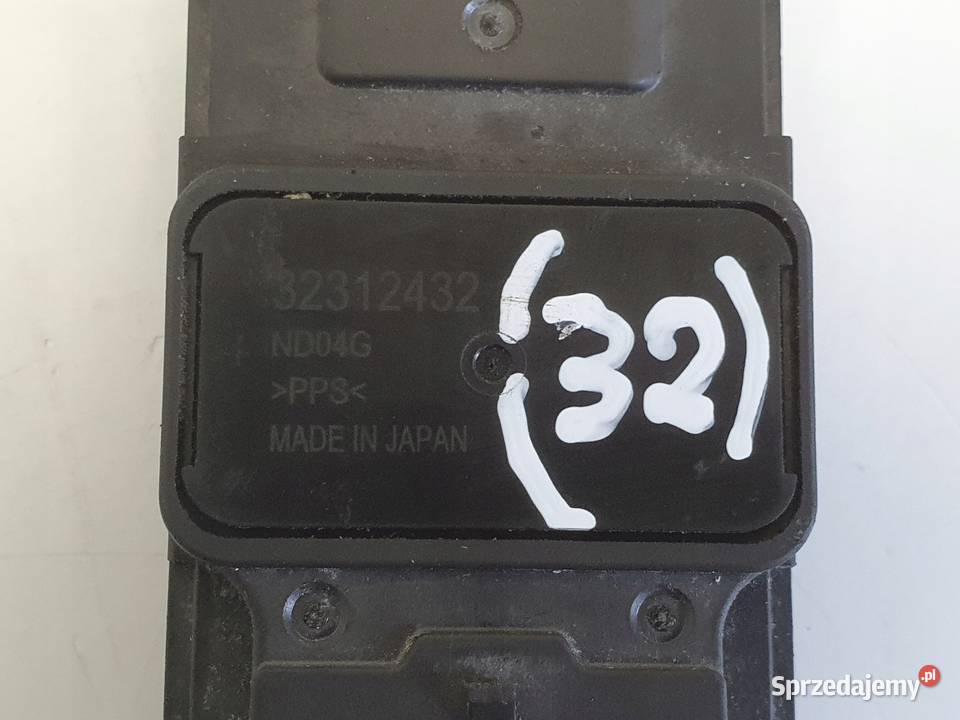 32312432
ND04G
>PPS<
MADE IN JAPAN
(32)
Sprzedajemy.pl